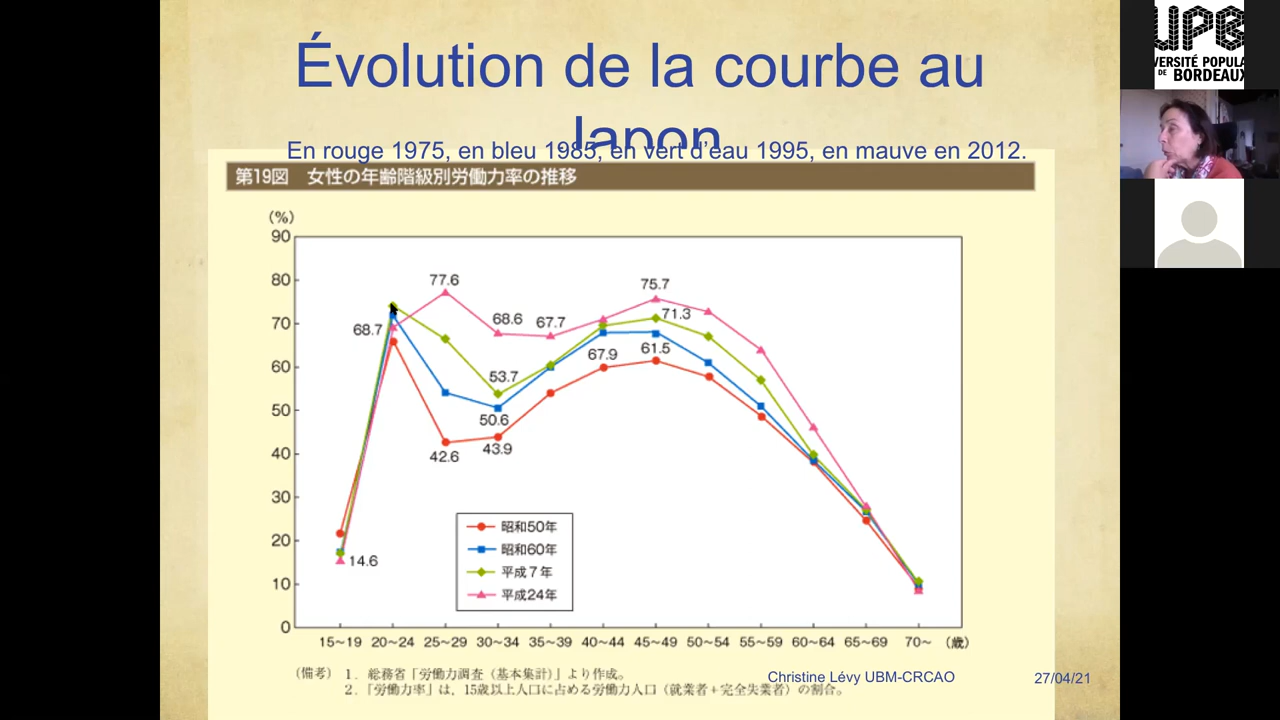 Évolution de la courbe au
Japon
En rouge 1975, en bleu 1985, en vert d'eau 1995, en mauve en 2012.
第19図 女性の年齢階級別労働力率の推移
(%)
90
80
70
60
50
40
30
20
10
0
77.6
75.7
68.7
68.6
67.7
71.3
53.7
67.9
61.5
50.6
42.6
43.9
14.6
昭和50年
昭和60年
平成7年
平成24年
15~19 20~24 25~29 30~34 35~39 40~44 45~49 50~54 55~59 60~64 65~69 70~ (歳)
(備考) 1. 総務省「労働力調査(基本集計)」より作成。
2.「労働力率」は、15歳以上人口に占める労働力人口(就業者+完全失業者)の割合。
Christine Lévy UBM-CRCAO
27/04/21
UPB
VERSITÉ POPULA
DE BORDEAUX